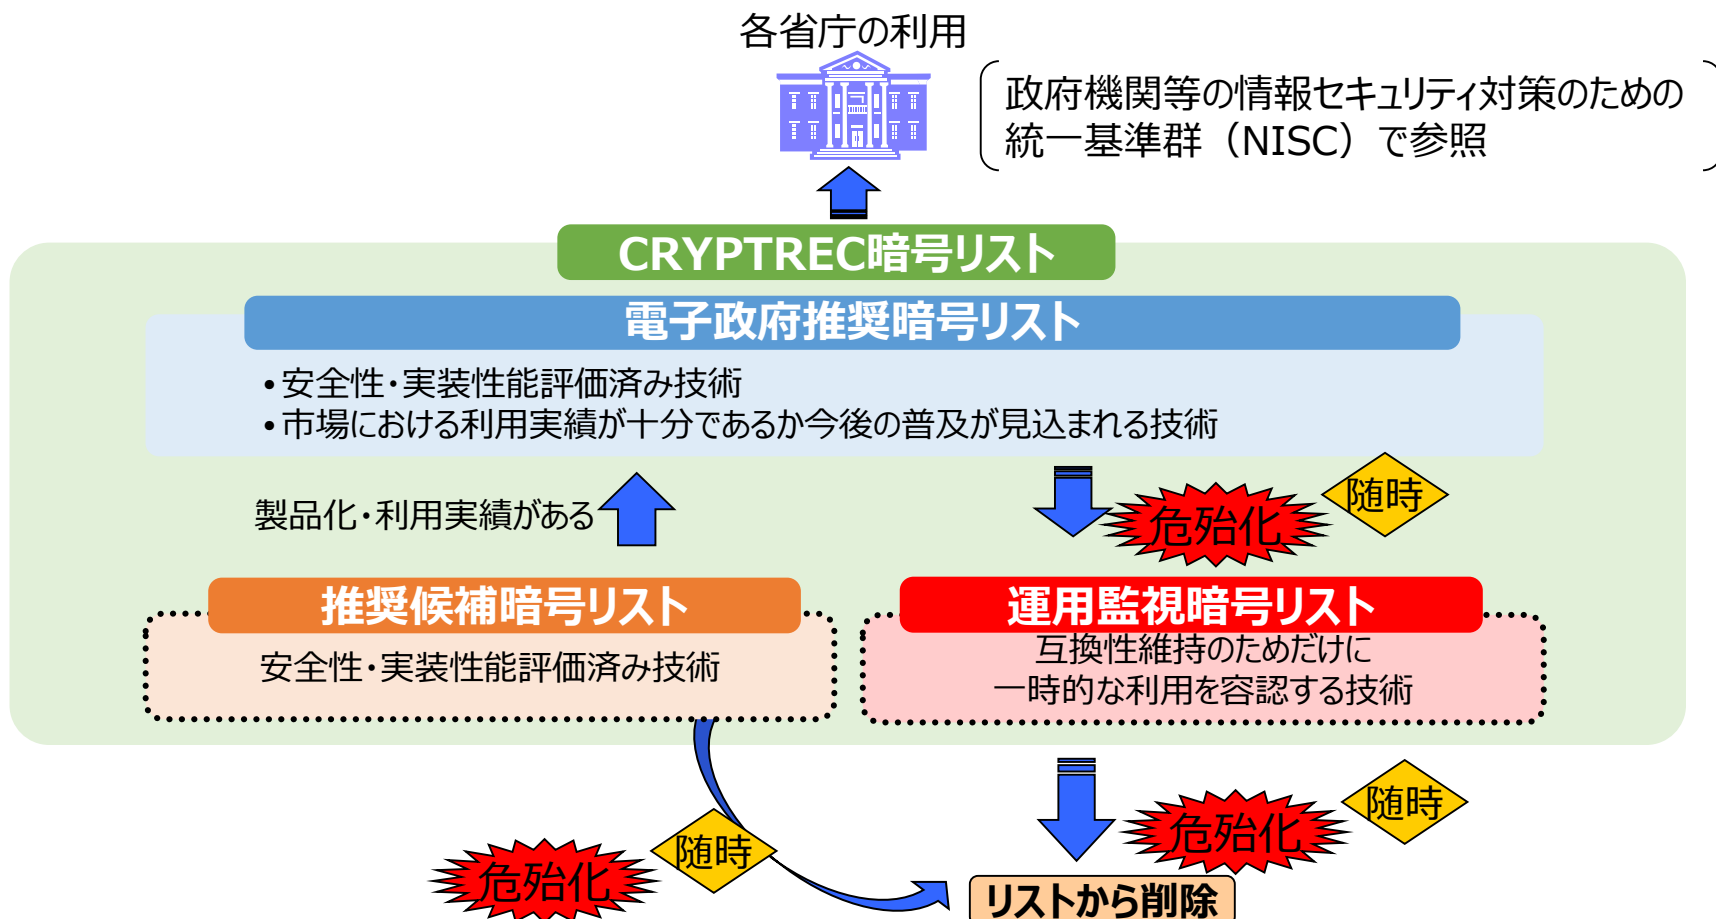 各省庁の利用
政府機関等の情報セキュリティ対策のための
統一基準群（NISC）で参照
CRYPTREC暗号リスト
電子政府推奨暗号リスト
•安全性・実装性能評価済み技術
•市場における利用実績が十分であるか今後の普及が見込まれる技術
製品化・利用実績がある
危殆化
随時
推奨候補暗号リスト
安全性・実装性能評価済み技術
運用監視暗号リスト
互換性維持のためだけに
一時的な利用を容認する技術
危殆化
随時
危殆化
随時
リストから削除